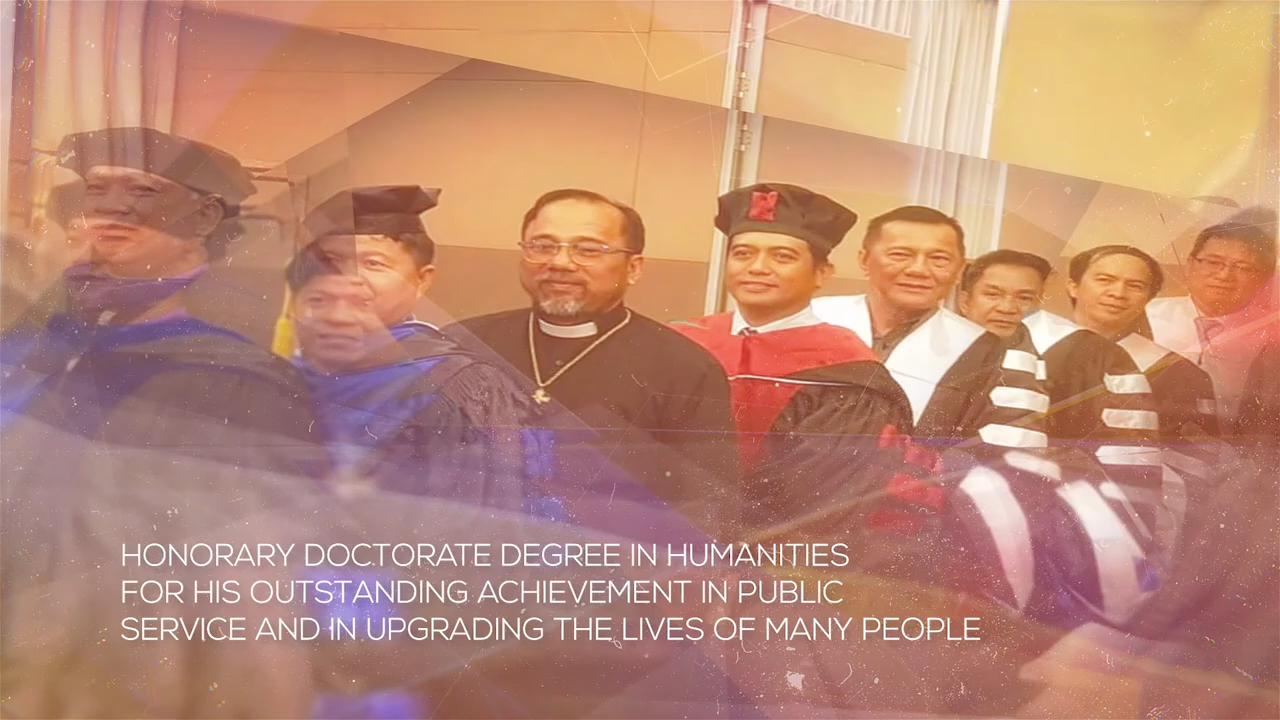 HONORARY DOCTORATE DEGREE IN HUMANITIES
FOR HIS OUTSTANDING ACHIEVEMENT IN PUBLIC
SERVICE AND IN UPGRADING THE LIVES OF MANY PEOPLE